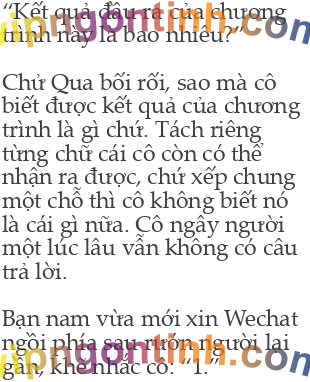 “Kết quả đầu ra của chương
trình này là bao nhiêu?”
vipngontinh.com
Chử Qua bối rối, sao mà cô
biết được kết quả của chương
trình là gì chứ. Tách riêng
từng chữ cái cô còn có thể
nhận ra được, chứ xếp chung
một chỗ thì cô không biết nó
là cái gì nữa. Cô ngây người
một lúc lâu vẫn không có câu
trả lời.
Bạn nam vừa mới xin Wechat
ngồi phía sau rướn người lại
gần, khẽ nhắc cô: “1.”
vipngontinh.com